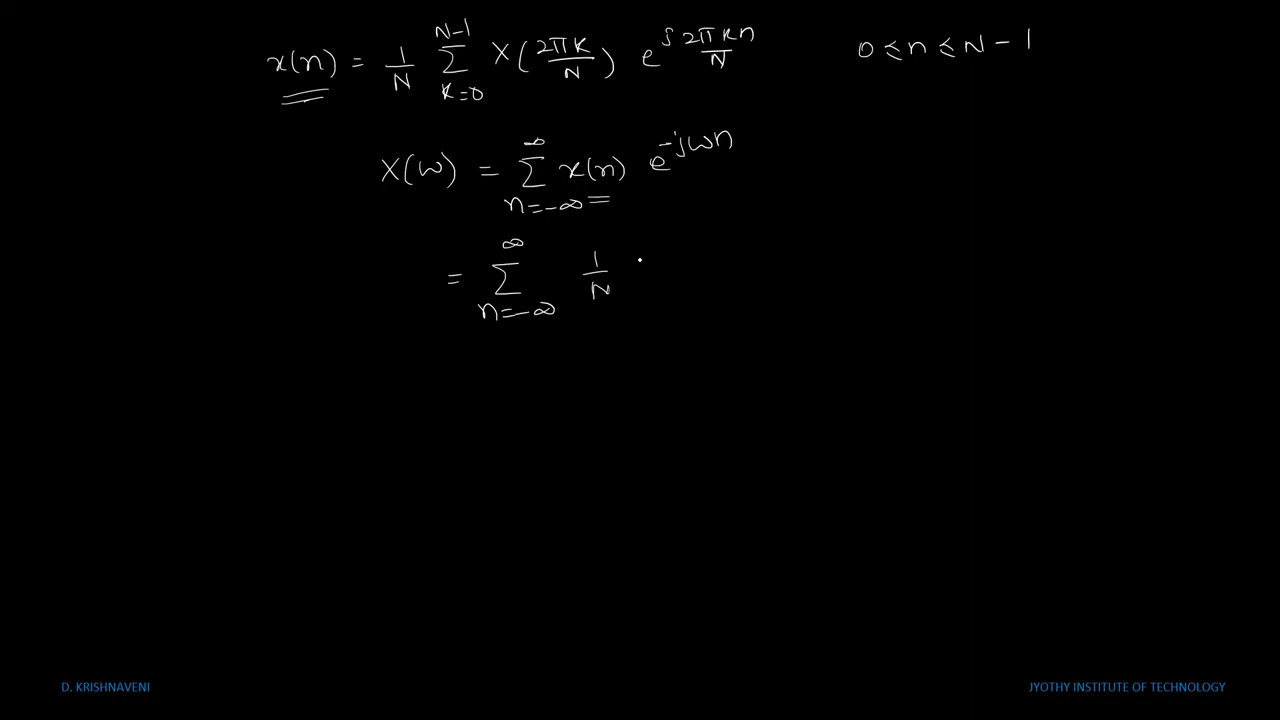 x(n) = 1/N Σ_{k=0}^{N-1} X(2πk/N) e^{j2πkn/N} 0 ≤ n ≤ N-1
X(ω) = Σ_{n=-∞}^{∞} x(n) e^{-jωn}
= Σ_{n=-∞}^{∞} 1/N
D. KRISHNAVENI JYOTHY INSTITUTE OF TECHNOLOGY